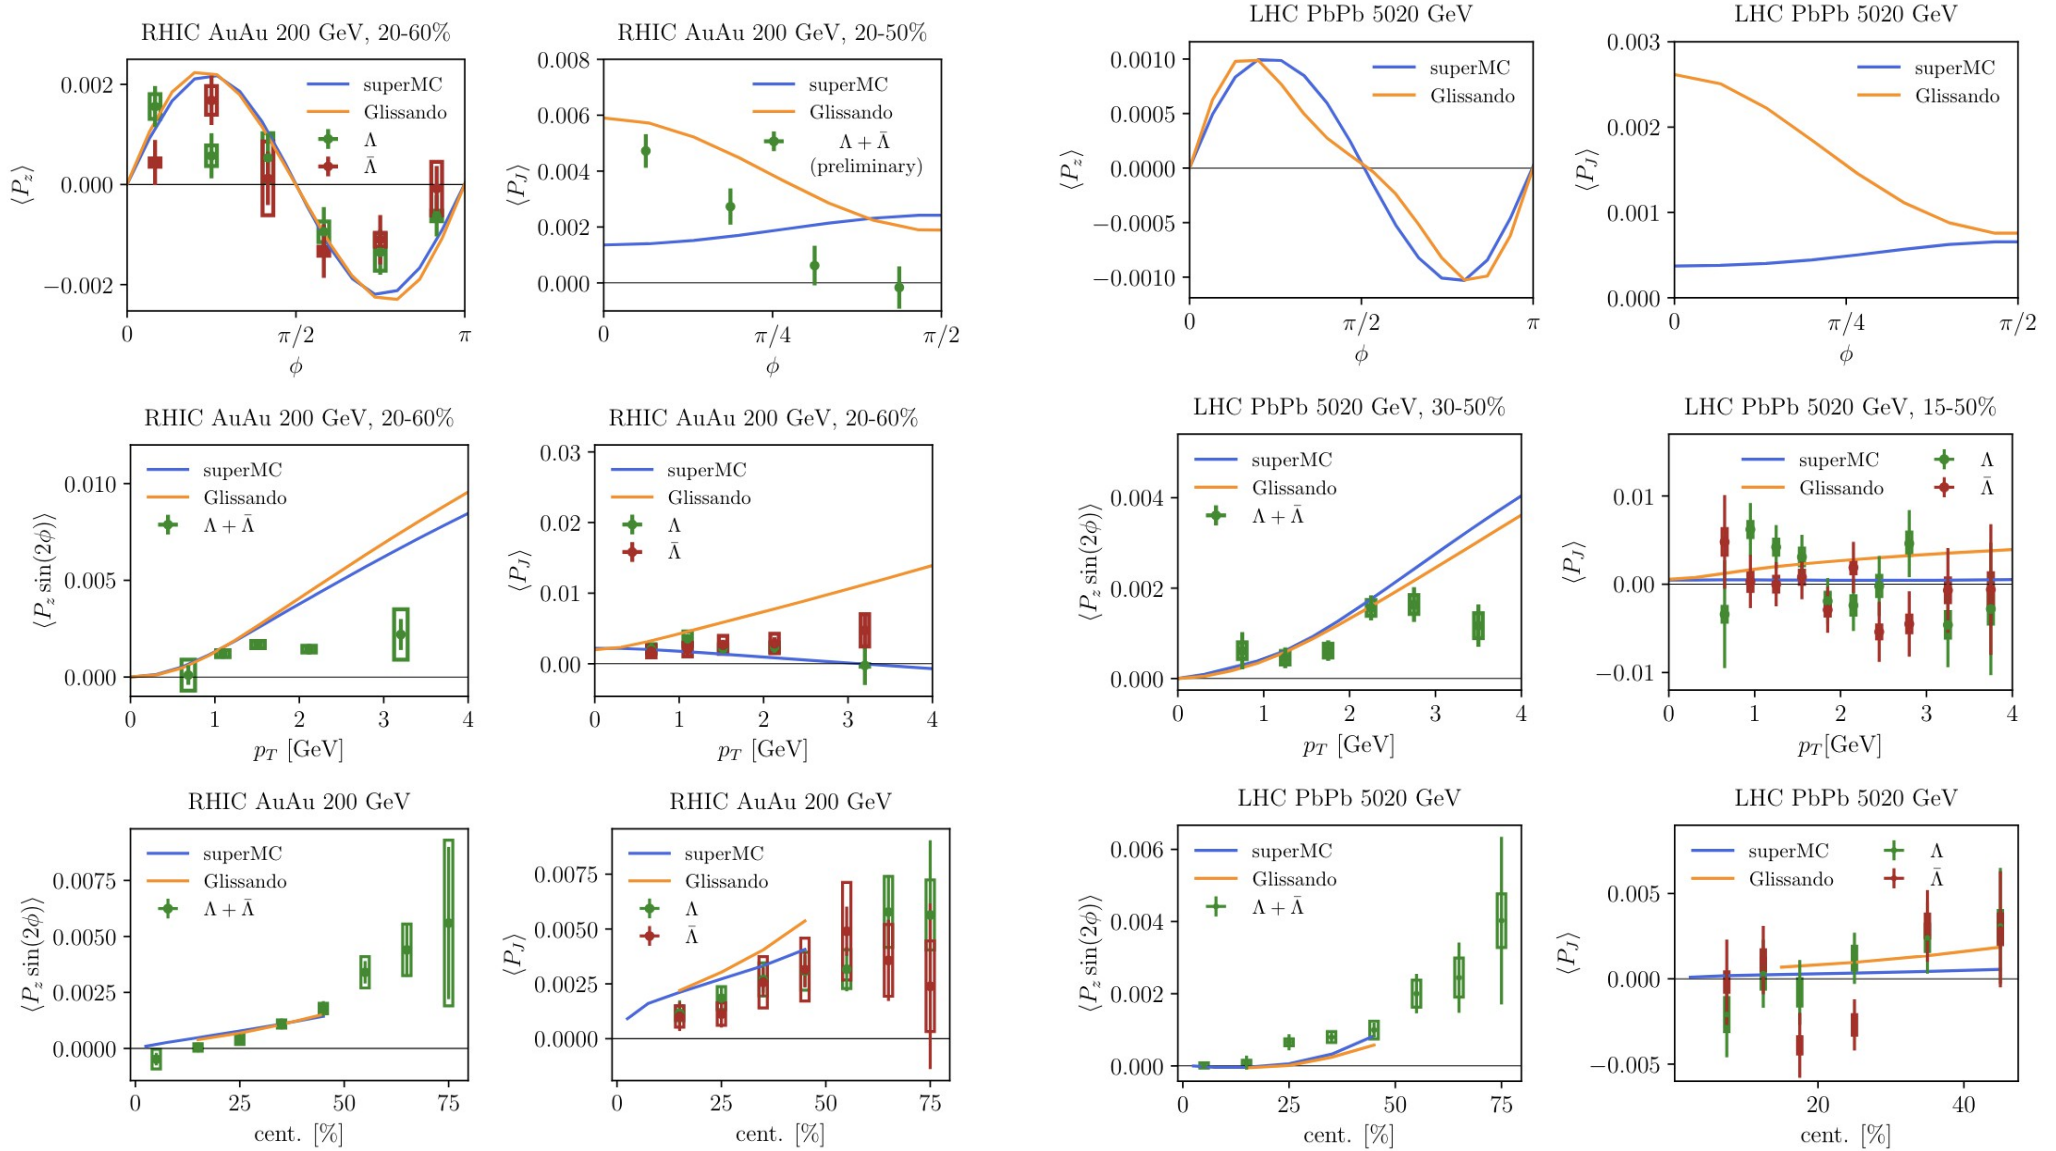 RHIC AuAu 200 GeV, 20-60%
⟨P_z⟩
0.002
0.000
−0.002
superMC
Glissando
Λ
Λ̄
0
π/2
π
ϕ
RHIC AuAu 200 GeV, 20-50%
⟨P_J⟩
0.008
0.006
0.004
0.002
0.000
superMC
Glissando
Λ + Λ̄
(preliminary)
0
π/4
π/2
ϕ
LHC PbPb 5020 GeV
⟨P_z⟩
0.0010
0.0005
0.0000
−0.0005
−0.0010
superMC
Glissando
0
π/2
π
ϕ
LHC PbPb 5020 GeV
⟨P_J⟩
0.003
0.002
0.001
0.000
superMC
Glissando
0
π/4
π/2
ϕ
RHIC AuAu 200 GeV, 20-60%
⟨P_z sin(2ϕ)⟩
0.010
0.005
0.000
superMC
Glissando
Λ + Λ̄
0 1 2 3 4
p_T [GeV]
RHIC AuAu 200 GeV, 20-60%
⟨P_J⟩
0.03
0.02
0.01
0.00
superMC
Glissando
Λ
Λ̄
0 1 2 3 4
p_T [GeV]
LHC PbPb 5020 GeV, 30-50%
⟨P_z sin(2ϕ)⟩
0.004
0.002
0.000
superMC
Glissando
Λ + Λ̄
0 1 2 3 4
p_T [GeV]
LHC PbPb 5020 GeV, 15-50%
⟨P_J⟩
0.01
0.00
−0.01
superMC
Glissando
Λ
Λ̄
0 1 2 3 4
p_T[GeV]
RHIC AuAu 200 GeV
⟨P_z sin(2ϕ)⟩
0.0075
0.0050
0.0025
0.0000
superMC
Glissando
Λ + Λ̄
0 25 50 75
cent. [%]
RHIC AuAu 200 GeV
⟨P_J⟩
0.0075
0.0050
0.0025
0.0000
superMC
Glissando
Λ
Λ̄
0 25 50 75
cent. [%]
LHC PbPb 5020 GeV
⟨P_z sin(2ϕ)⟩
0.006
0.004
0.002
0.000
superMC
Glissando
Λ + Λ̄
0 25 50 75
cent. [%]
LHC PbPb 5020 GeV
⟨P_J⟩
0.005
0.000
−0.005
superMC
Glissando
Λ
Λ̄
20 40
cent. [%]